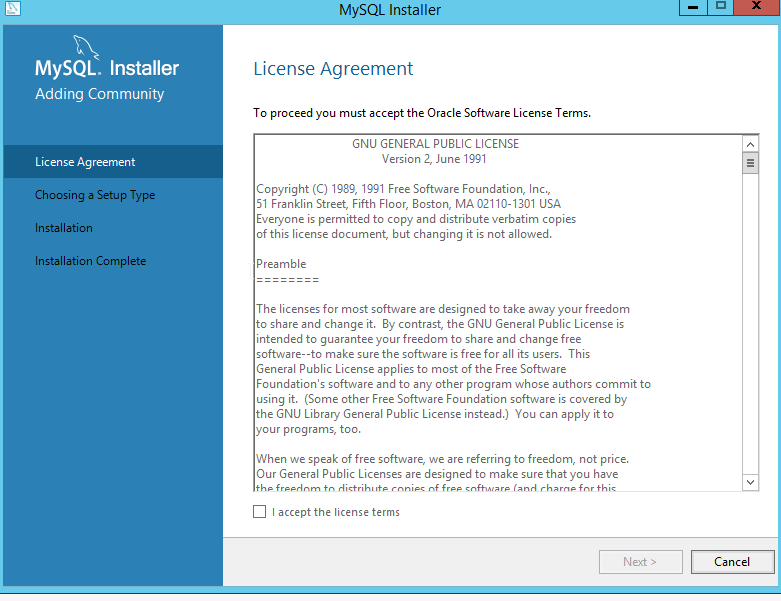 MySQL Installer
MySQL. Installer
Adding Community
License Agreement
Choosing a Setup Type
Installation
Installation Complete
License Agreement
To proceed you must accept the Oracle Software License Terms.
GNU GENERAL PUBLIC LICENSE
Version 2, June 1991
Copyright (C) 1989, 1991 Free Software Foundation, Inc.,
51 Franklin Street, Fifth Floor, Boston, MA 02110-1301 USA
Everyone is permitted to copy and distribute verbatim copies
of this license document, but changing it is not allowed.
Preamble
========
The licenses for most software are designed to take away your freedom
to share and change it.  By contrast, the GNU General Public License is
intended to guarantee your freedom to share and change free
software--to make sure the software is free for all its users.  This
General Public License applies to most of the Free Software
Foundation's software and to any other program whose authors commit to
using it.  (Some other Free Software Foundation software is covered by
the GNU Library General Public License instead.)  You can apply it to
your programs, too.
When we speak of free software, we are referring to freedom, not price.
Our General Public Licenses are designed to make sure that you have
the freedom to distribute copies of free software (and charge for this
I accept the license terms
Next >
Cancel